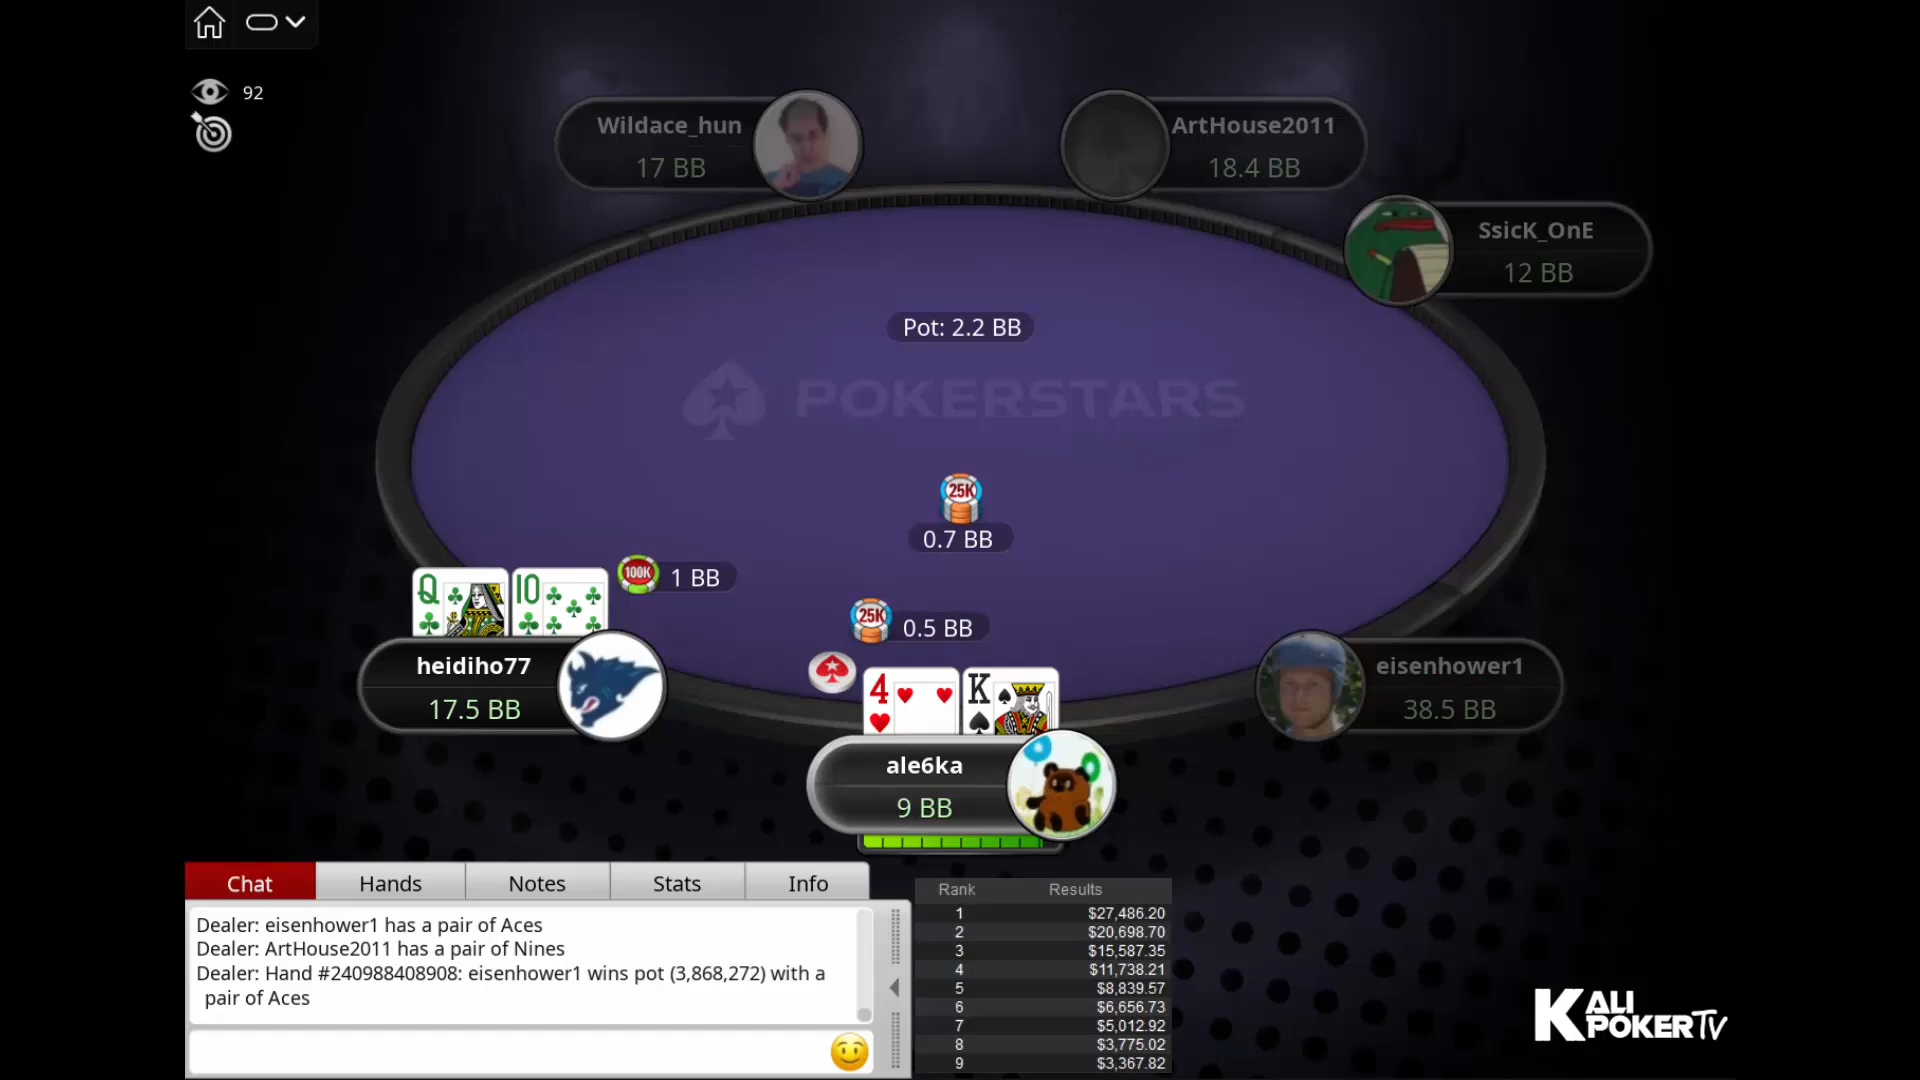 92
Wildace_hun
17 BB
ArtHouse2011
18.4 BB
SsicK_OnE
12 BB
Pot: 2.2 BB
POKERSTARS
25K
0.7 BB
100K
1 BB
25K
0.5 BB
Q 10
4 K
heidiho77
17.5 BB
eisenhower1
38.5 BB
ale6ka
9 BB
Chat Hands Notes Stats Info
Dealer: eisenhower1 has a pair of Aces
Dealer: ArtHouse2011 has a pair of Nines
Dealer: Hand #240988408908: eisenhower1 wins pot (3,868,272) with a
pair of Aces
Rank Results
1 $27,486.20
2 $20,698.70
3 $15,587.35
4 $11,738.21
5 $8,839.57
6 $6,656.73
7 $5,012.92
8 $3,775.02
9 $3,367.82
KALI
POKERTV